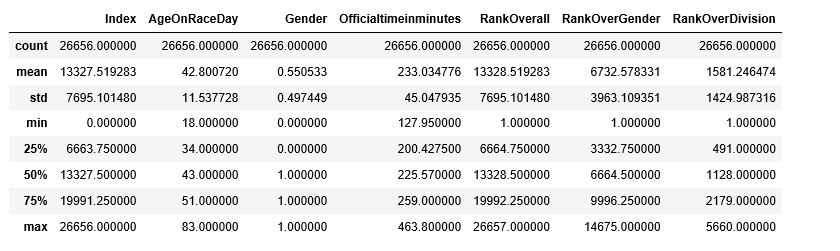 Index AgeOnRaceDay Gender Officialtimeinminutes RankOverall RankOverGender RankOverDivision
count 26656.000000 26656.000000 26656.000000 26656.000000 26656.000000 26656.000000 26656.000000
mean 13327.519283 42.800720 0.550533 233.034776 13328.519283 6732.578331 1581.246474
std 7695.101480 11.537728 0.497449 45.047935 7695.101480 3963.109351 1424.987316
min 0.000000 18.000000 0.000000 127.950000 1.000000 1.000000 1.000000
25% 6663.750000 34.000000 0.000000 200.427500 6664.750000 3332.750000 491.000000
50% 13327.500000 43.000000 1.000000 225.570000 13328.500000 6664.500000 1128.000000
75% 19991.250000 51.000000 1.000000 259.000000 19992.250000 9996.250000 2179.000000
max 26656.000000 83.000000 1.000000 463.800000 26657.000000 14675.000000 5660.000000